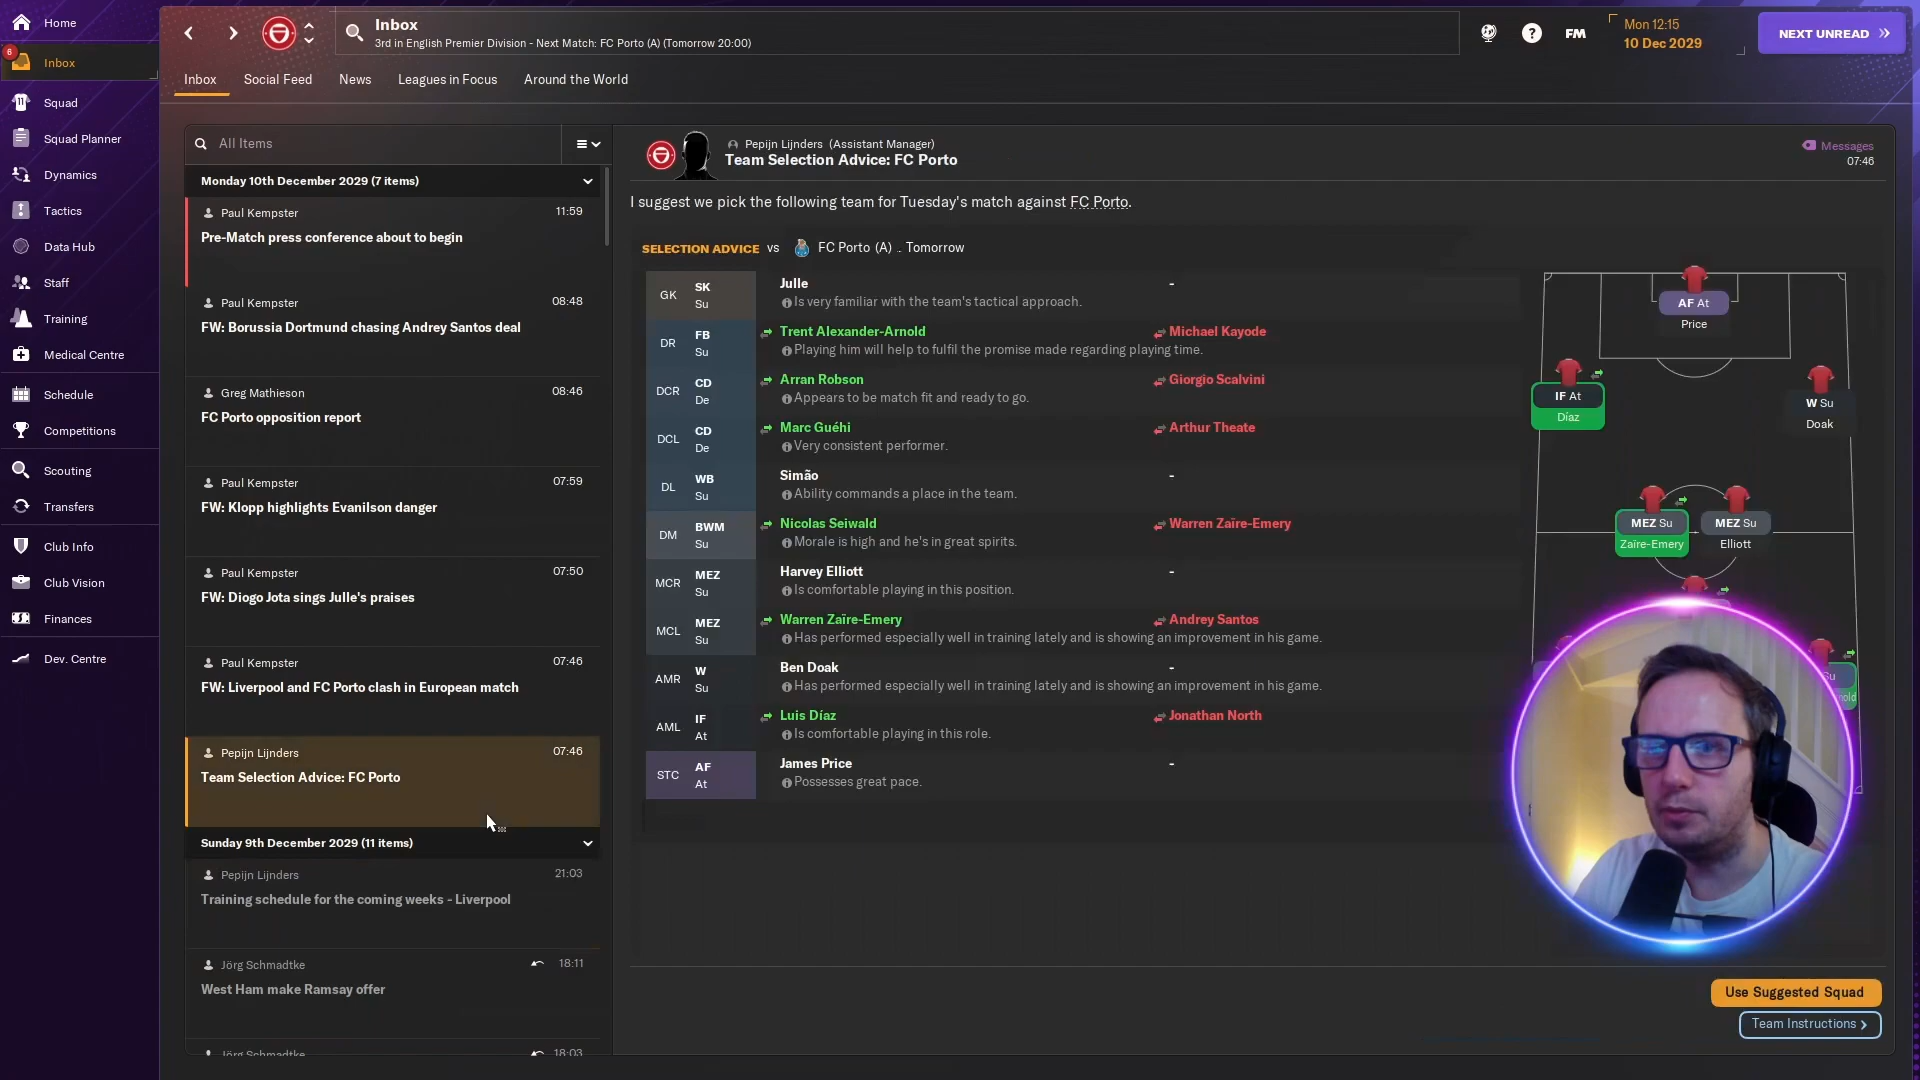 Home
6
Inbox
Squad
Squad Planner
Dynamics
Tactics
Data Hub
Staff
Training
Medical Centre
Schedule
Competitions
Scouting
Transfers
Club Info
Club Vision
Finances
Dev. Centre
Inbox
3rd in English Premier Division - Next Match: FC Porto (A) (Tomorrow 20:00)
FM
Mon 12:15
10 Dec 2029
NEXT UNREAD
Inbox
Social Feed
News
Leagues in Focus
Around the World
All Items
Monday 10th December 2029 (7 items)
Paul Kempster 11:59
Pre-Match press conference about to begin
Paul Kempster 08:48
FW: Borussia Dortmund chasing Andrey Santos deal
Greg Mathieson 08:46
FC Porto opposition report
Paul Kempster 07:59
FW: Klopp highlights Evanilson danger
Paul Kempster 07:50
FW: Diogo Jota sings Julle's praises
Paul Kempster 07:46
FW: Liverpool and FC Porto clash in European match
Pepijn Lijnders 07:46
Team Selection Advice: FC Porto
Sunday 9th December 2029 (11 items)
Pepijn Lijnders 21:03
Training schedule for the coming weeks - Liverpool
Jörg Schmadtke 18:11
West Ham make Ramsay offer
Jörg Schmadtke 18:03
Pepijn Lijnders (Assistant Manager)
Team Selection Advice: FC Porto
Messages
07:46
I suggest we pick the following team for Tuesday's match against FC Porto.
SELECTION ADVICE vs FC Porto (A) . Tomorrow
GK SK Su Julle -
Is very familiar with the team's tactical approach.
DR FB Su Trent Alexander-Arnold Michael Kayode
Playing him will help to fulfil the promise made regarding playing time.
DCR CD De Arran Robson Giorgio Scalvini
Appears to be match fit and ready to go.
DCL CD De Marc Guéhi Arthur Theate
Very consistent performer.
DL WB Su Simão -
Ability commands a place in the team.
DM BWM Su Nicolas Seiwald Warren Zaïre-Emery
Morale is high and he's in great spirits.
MCR MEZ Su Harvey Elliott -
Is comfortable playing in this position.
MCL MEZ Su Warren Zaïre-Emery Andrey Santos
Has performed especially well in training lately and is showing an improvement in his game.
AMR W Su Ben Doak -
Has performed especially well in training lately and is showing an improvement in his game.
AML IF At Luis Díaz Jonathan North
Is comfortable playing in this role.
STC AF At James Price -
Possesses great pace.
AF At
Price
IF At
Díaz
W Su
Doak
MEZ Su
Zaïre-Emery
MEZ Su
Elliott
Su
Use Suggested Squad
Team Instructions